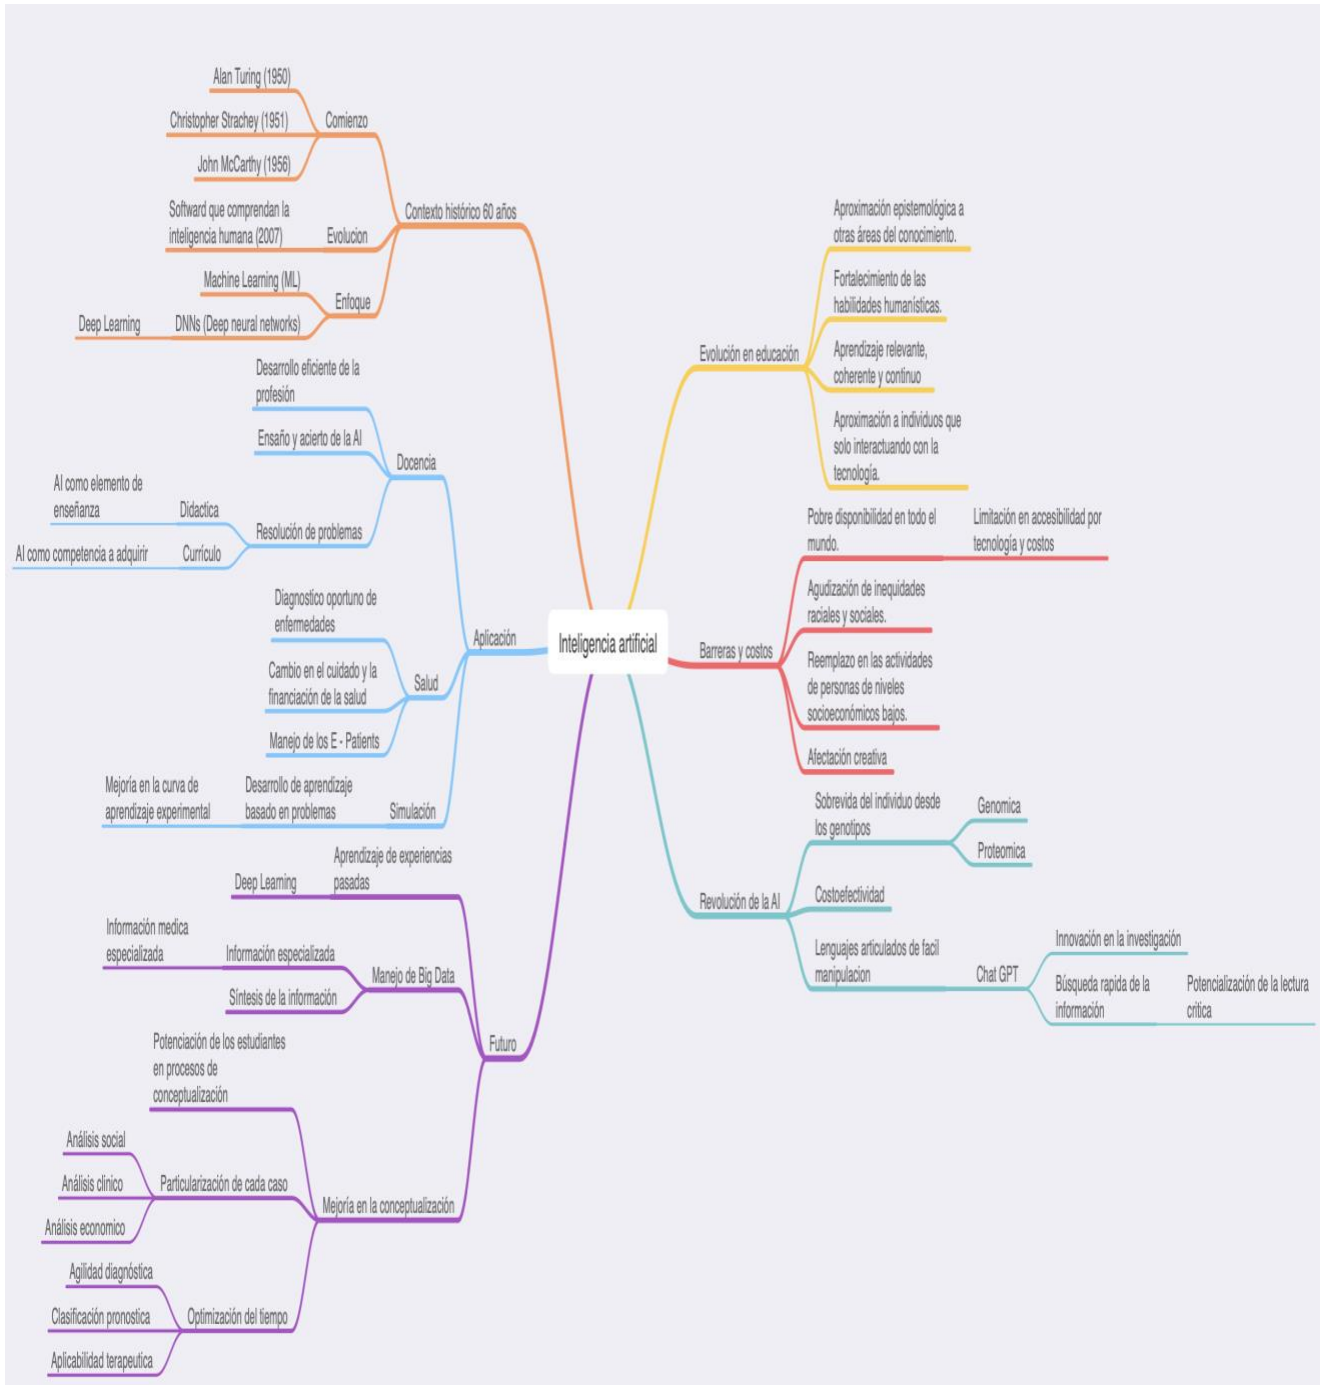 Inteligencia artificial
Contexto histórico 60 años
Comienzo
Alan Turing (1950)
Christopher Strachey (1951)
John McCarthy (1956)
Evolucion
Softward que comprendan la
inteligencia humana (2007)
Enfoque
Machine Learning (ML)
DNNs (Deep neural networks)
Deep Learning
Aplicación
Docencia
Desarrollo eficiente de la
profesión
Ensaño y acierto de la AI
Resolución de problemas
Didactica
AI como elemento de
enseñanza
Currículo
AI como competencia a adquirir
Salud
Diagnostico oportuno de
enfermedades
Cambio en el cuidado y la
financiación de la salud
Manejo de los E - Patients
Simulación
Desarrollo de aprendizaje
basado en problemas
Mejoría en la curva de
aprendizaje experimental
Futuro
Aprendizaje de experiencias
pasadas
Deep Learning
Manejo de Big Data
Información especializada
Información medica
especializada
Síntesis de la información
Mejoría en la conceptualización
Potenciación de los estudiantes
en procesos de
conceptualización
Particularización de cada caso
Análisis social
Análisis clinico
Análisis economico
Optimización del tiempo
Agilidad diagnóstica
Clasificación pronostica
Aplicabilidad terapeutica
Evolución en educación
Aproximación epistemológica a
otras áreas del conocimiento.
Fortalecimiento de las
habilidades humanísticas.
Aprendizaje relevante,
coherente y continuo
Aproximación a individuos que
solo interactuando con la
tecnología.
Barreras y costos
Pobre disponibilidad en todo el
mundo.
Limitación en accesibilidad por
tecnología y costos
Agudización de inequidades
raciales y sociales.
Reemplazo en las actividades
de personas de niveles
socioeconómicos bajos.
Afectación creativa
Revolución de la AI
Sobrevida del individuo desde
los genotipos
Genomica
Proteomica
Costoefectividad
Lenguajes articulados de facil
manipulacion
Chat GPT
Innovación en la investigación
Búsqueda rapida de la
información
Potencialización de la lectura
critica